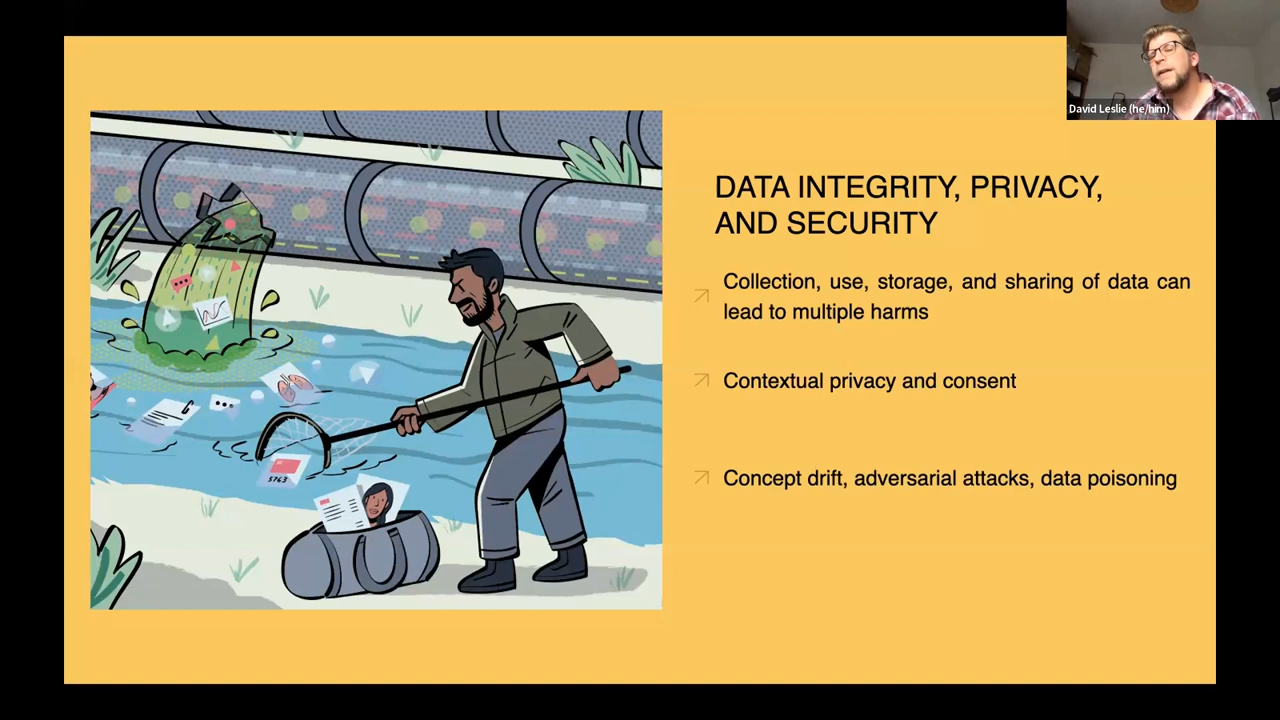 David Leslie (he/him)
DATA INTEGRITY, PRIVACY,
AND SECURITY
Collection, use, storage, and sharing of data can
lead to multiple harms
Contextual privacy and consent
Concept drift, adversarial attacks, data poisoning
5763